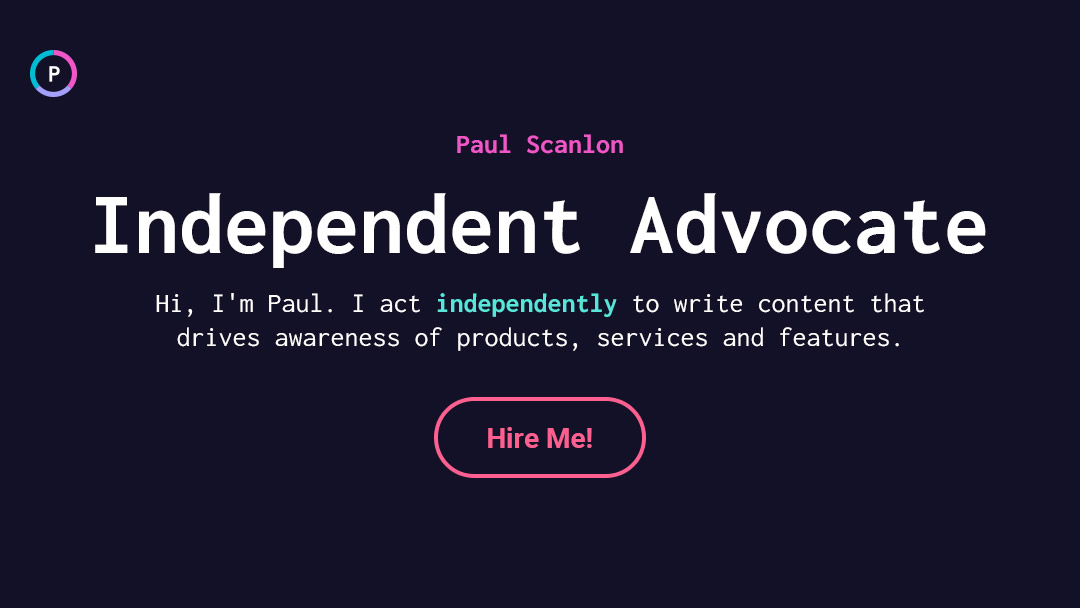 P
Paul Scanlon
Independent Advocate
Hi, I'm Paul. I act independently to write content that
drives awareness of products, services and features.
Hire Me!